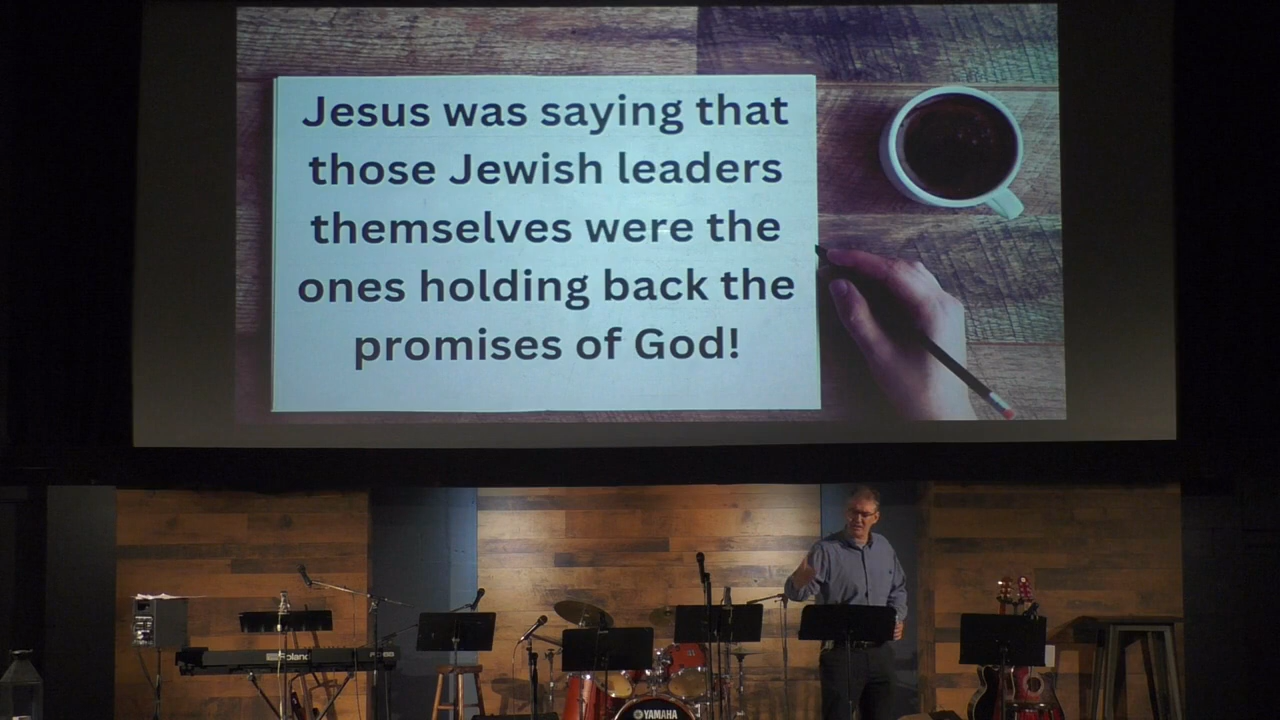 Jesus was saying that
those Jewish leaders
themselves were the
ones holding back the
promises of God!
Roland
YAMAHA